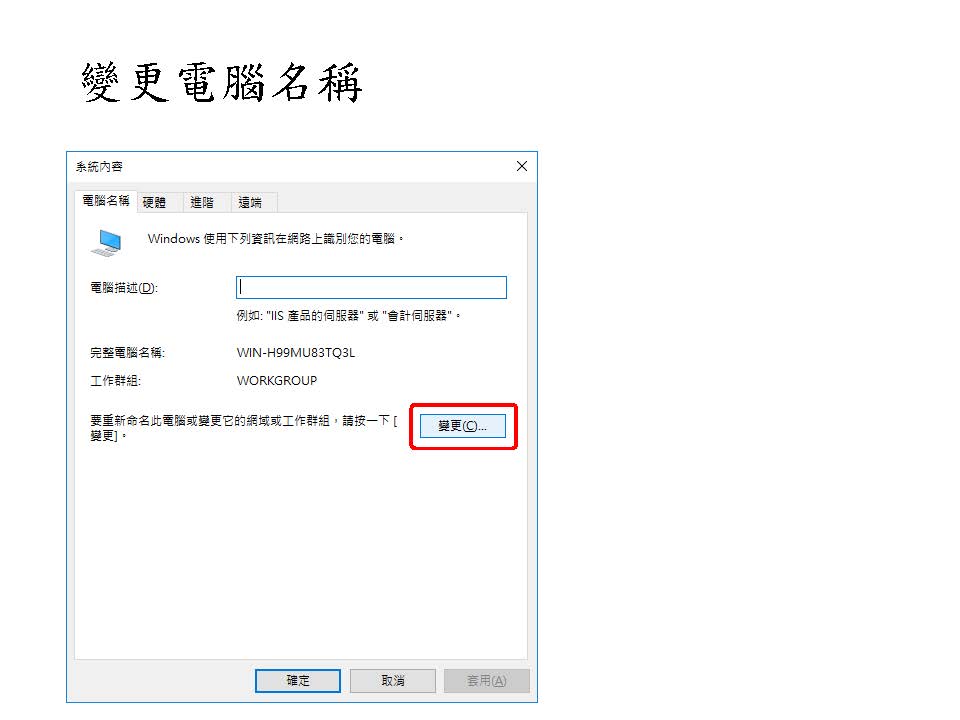 變更電腦名稱
系統內容
電腦名稱 硬體 進階 遠端
Windows 使用下列資訊在網路上識別您的電腦。
電腦描述(D):
例如: "IIS 產品的伺服器" 或 "會計伺服器"。
完整電腦名稱: WIN-H99MU83TQ3L
工作群組: WORKGROUP
要重新命名此電腦或變更它的網域或工作群組，請按一下 [
變更]。
變更(C)...
確定 取消 套用(A)